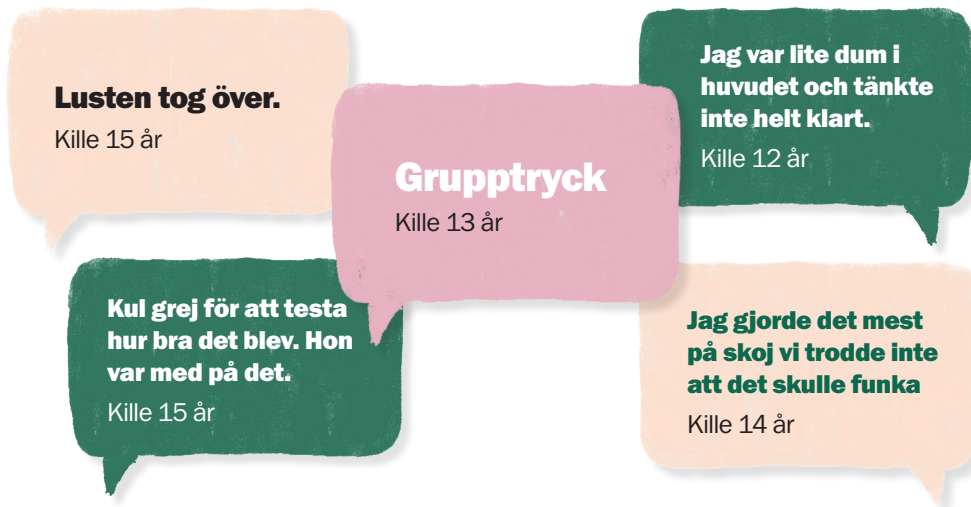 Lusten tog över.
Kille 15 år
Grupptryck
Kille 13 år
Jag var lite dum i
huvudet och tänkte
inte helt klart.
Kille 12 år
Kul grej för att testa
hur bra det blev. Hon
var med på det.
Kille 15 år
Jag gjorde det mest
på skoj vi trodde inte
att det skulle funka
Kille 14 år